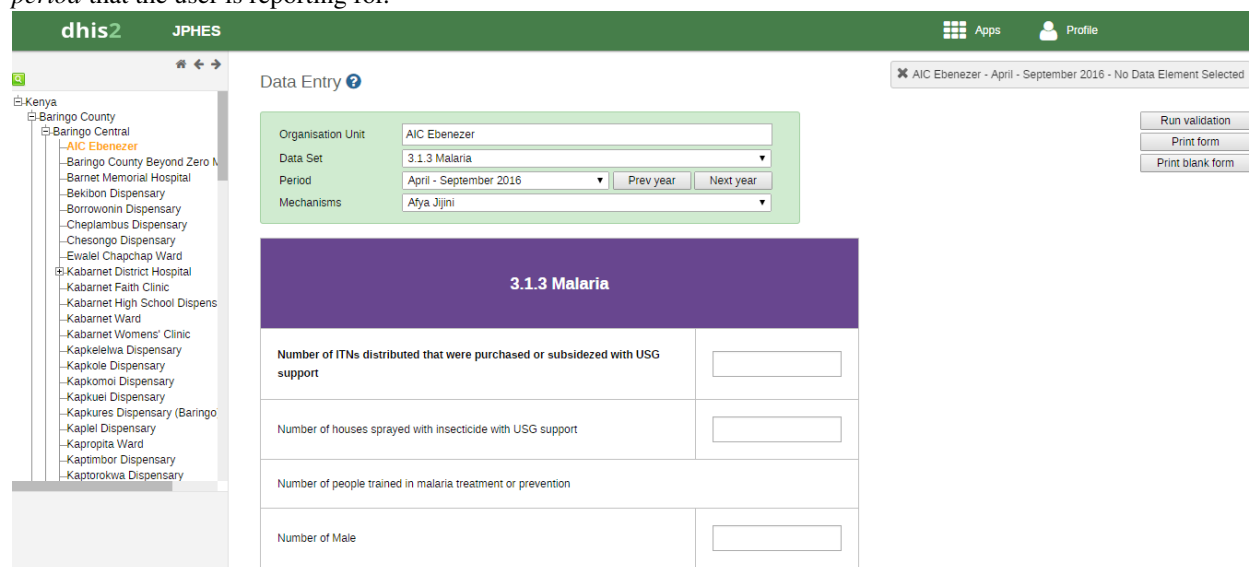 period that the user is reporting for.
dhis2 JPHES Apps Profile
Kenya
Baringo County
Baringo Central
AIC Ebenezer
Baringo County Beyond Zero
Barnet Memorial Hospital
Bekibon Dispensary
Borrowonin Dispensary
Cheplambus Dispensary
Chesongo Dispensary
Ewalel Chapchap Ward
Kabarnet District Hospital
Kabarnet Faith Clinic
Kabarnet High School Dispens
Kabarnet Ward
Kabarnet Womens' Clinic
Kapkelelwa Dispensary
Kapkole Dispensary
Kapkomoi Dispensary
Kapkuei Dispensary
Kapkures Dispensary (Baringo
Kaplel Dispensary
Kapropita Ward
Kaptimbor Dispensary
Kaptorokwa Dispensary
Data Entry
Organisation Unit AIC Ebenezer
Data Set 3.1.3 Malaria
Period April - September 2016 Prev year Next year
Mechanisms Afya Jijini
3.1.3 Malaria
Number of ITNs distributed that were purchased or subsidezed with USG
support
Number of houses sprayed with insecticide with USG support
Number of people trained in malaria treatment or prevention
Number of Male
AIC Ebenezer - April - September 2016 - No Data Element Selected
Run validation
Print form
Print blank form